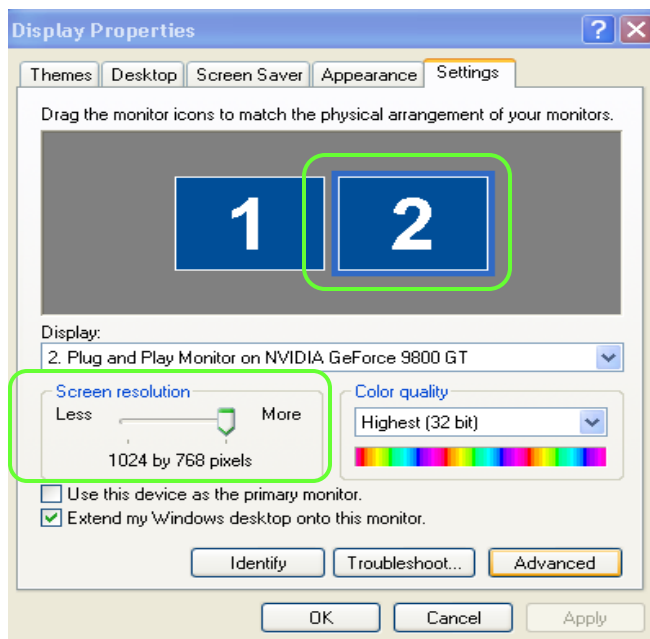 Display Properties
?
Themes Desktop Screen Saver Appearance Settings
Drag the monitor icons to match the physical arrangement of your monitors.
1 2
Display:
2. Plug and Play Monitor on NVIDIA GeForce 9800 GT
Screen resolution Color quality
Less More Highest (32 bit)
1024 by 768 pixels
Use this device as the primary monitor.
Extend my Windows desktop onto this monitor.
Identify Troubleshoot... Advanced
OK Cancel Apply